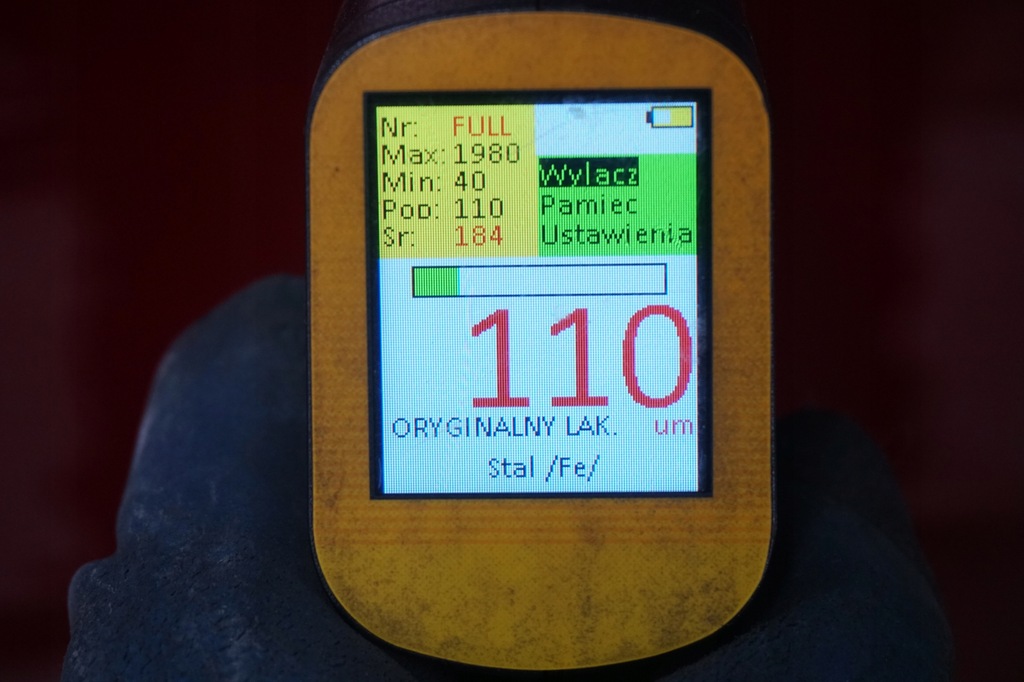 Nr: FULL
Max: 1980
Min: 40
Pop: 110
Sr: 184
Wylacz
Pamiec
Ustawienia
110
ORYGINALNY LAK. um
Stal /Fe/